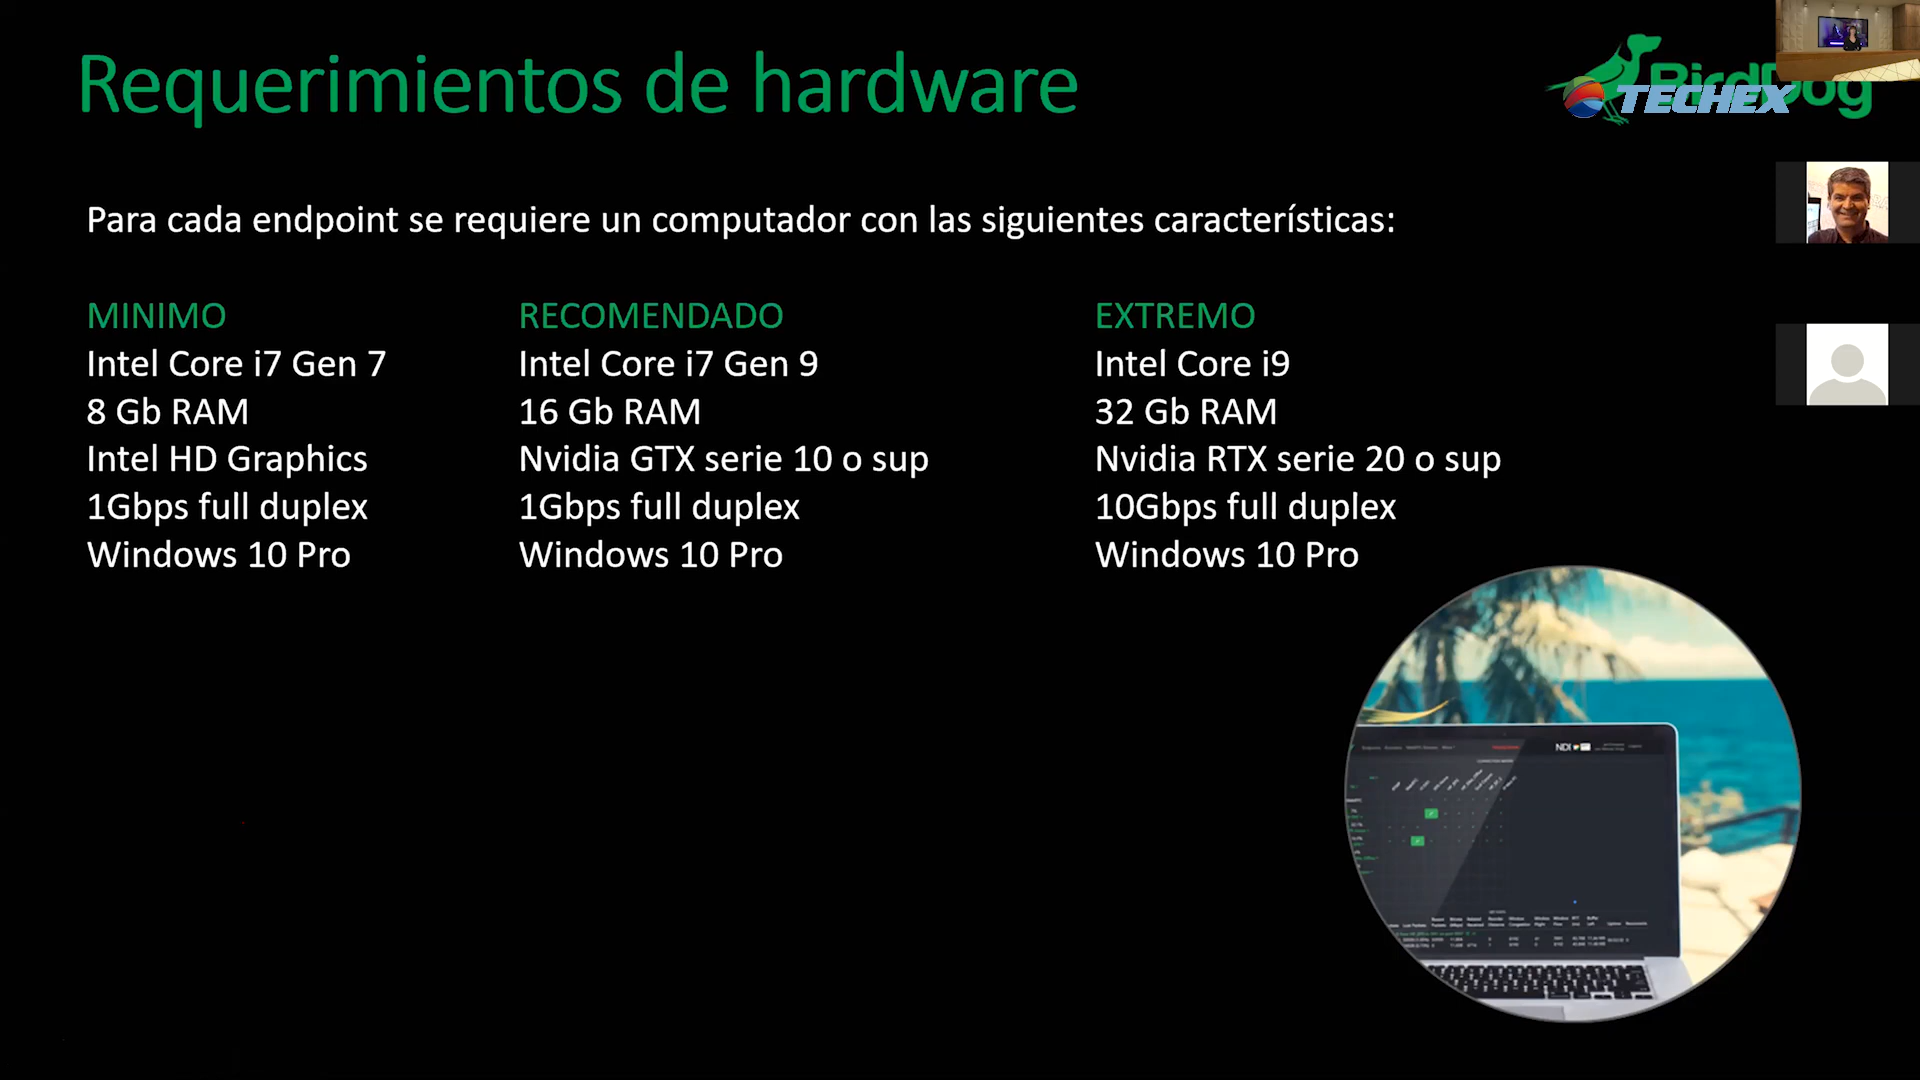 Requerimientos de hardware
BirdDog
TECHEX
Para cada endpoint se requiere un computador con las siguientes características:
MINIMO
Intel Core i7 Gen 7
8 Gb RAM
Intel HD Graphics
1Gbps full duplex
Windows 10 Pro
RECOMENDADO
Intel Core i7 Gen 9
16 Gb RAM
Nvidia GTX serie 10 o sup
1Gbps full duplex
Windows 10 Pro
EXTREMO
Intel Core i9
32 Gb RAM
Nvidia RTX serie 20 o sup
10Gbps full duplex
Windows 10 Pro
NDI